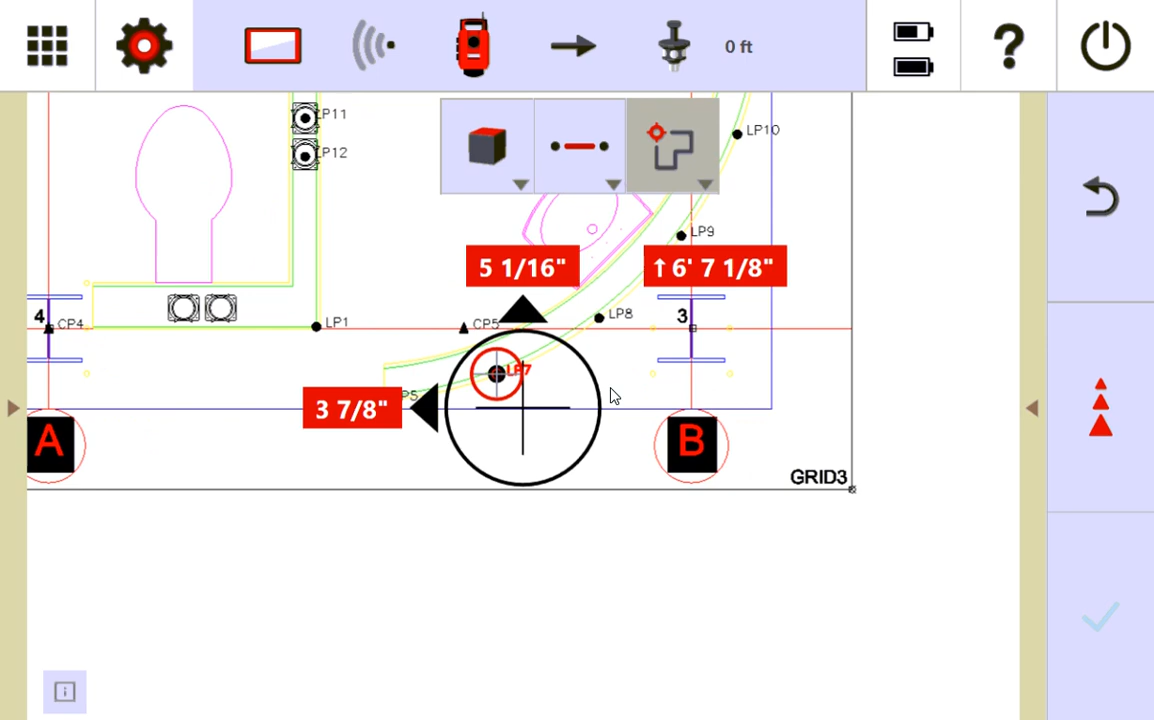 0 ft
LP11
LP12
LP10
LP9
5 1/16"
↑ 6' 7 1/8"
4
CP4
LP1
CP5
LP8
3
LP7
3 7/8"
A
B
GRID3